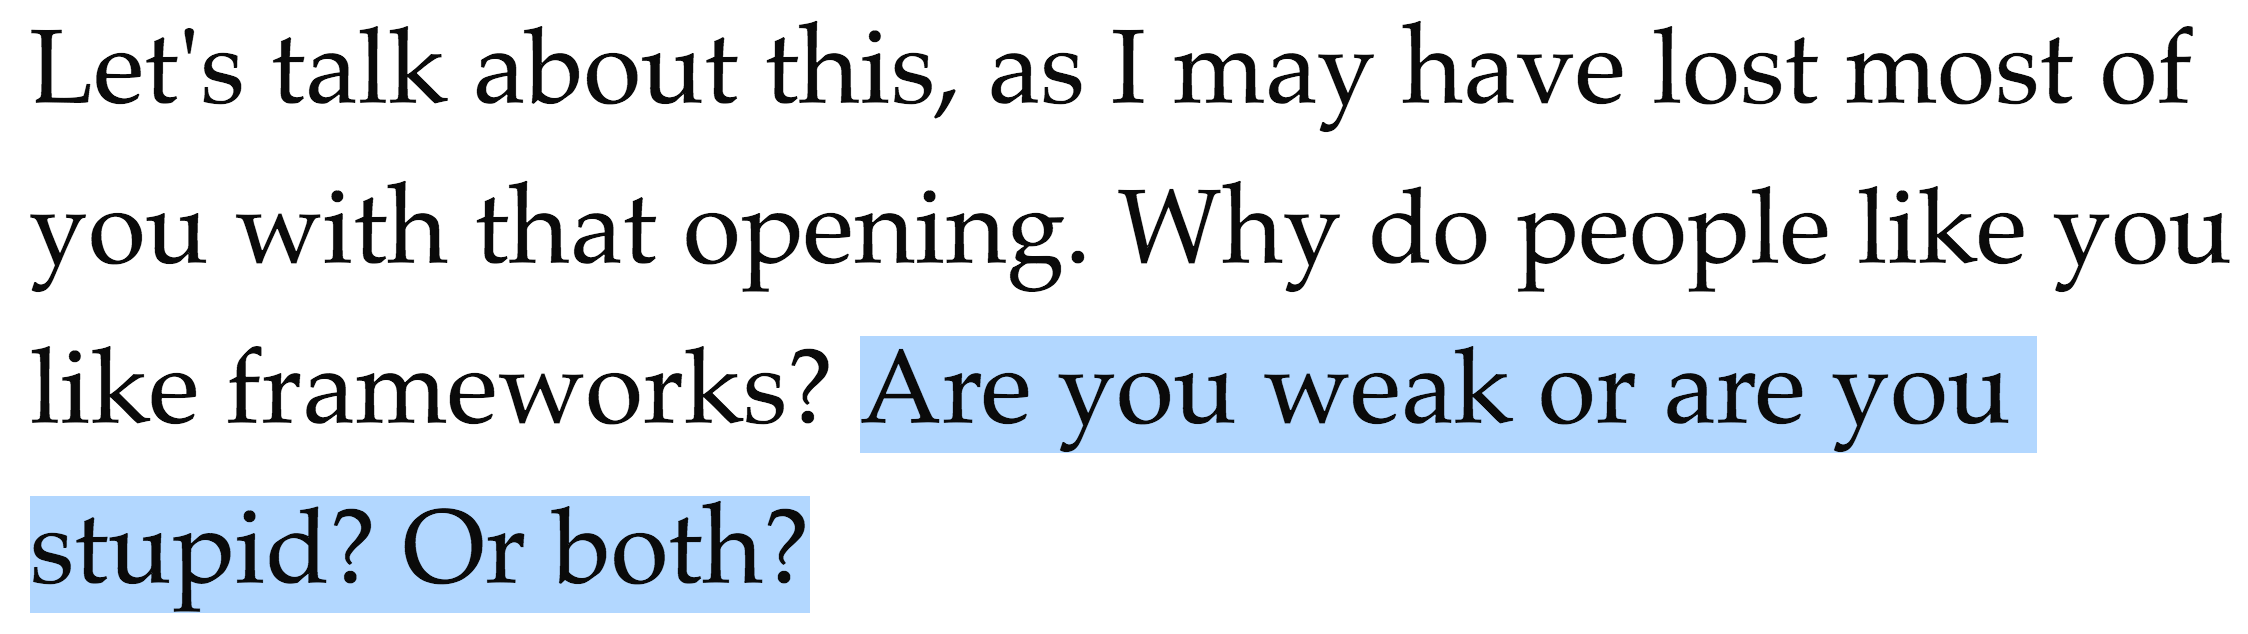 Let's talk about this, as I may have lost most of
you with that opening. Why do people like you
like frameworks? Are you weak or are you
stupid? Or both?